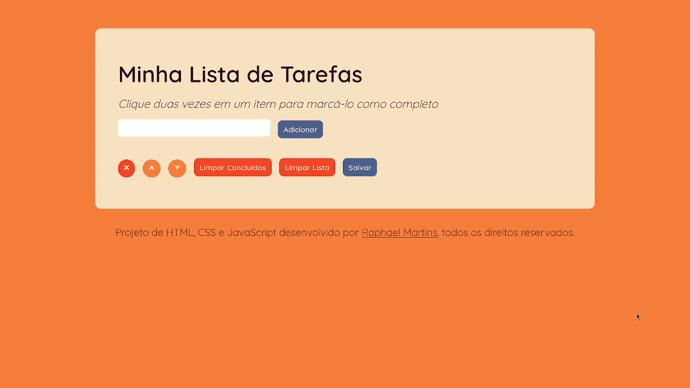 Minha Lista de Tarefas
Clique duas vezes em um item para marcá-lo como completo
Adicionar
Limpar Concluídos Limpar Lista Salvar
Projeto de HTML, CSS e JavaScript desenvolvido por Raphael Martins, todos os direitos reservados.